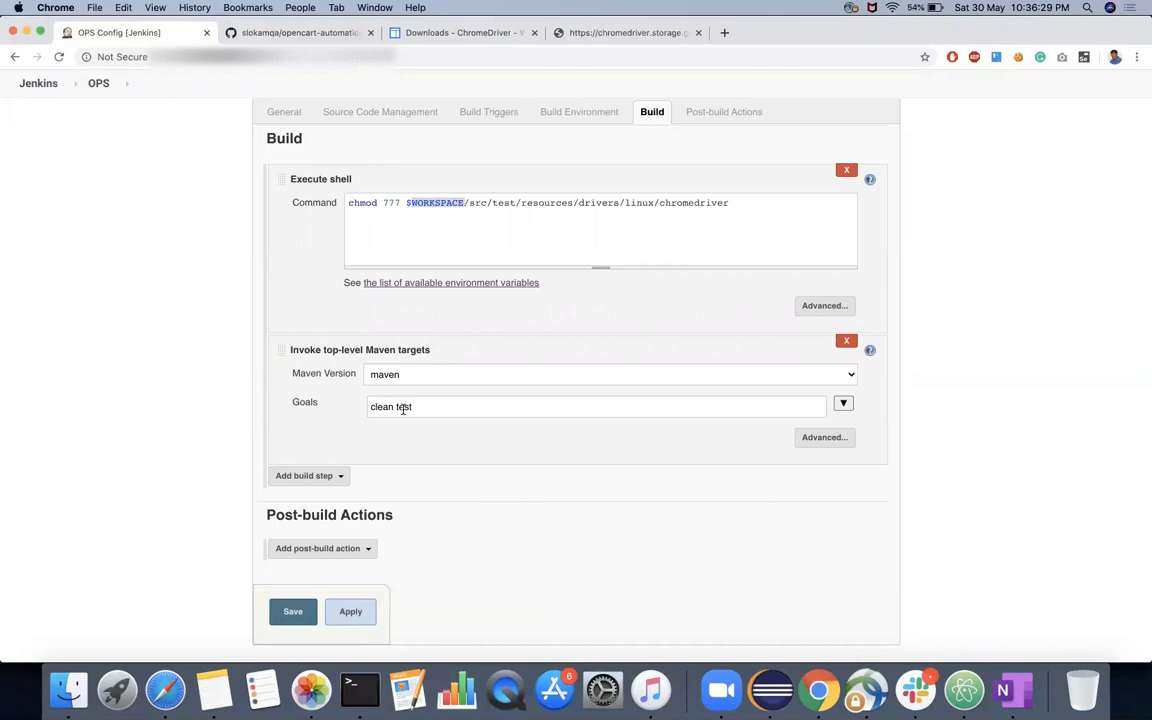 Chrome File Edit View History Bookmarks People Tab Window Help 54% Sat 30 May 10:36:29 PM
OPS Config [Jenkins] slokamqa/opencart-automatio Downloads - ChromeDriver - W https://chromedriver.storage.g
Not Secure
Jenkins OPS
General Source Code Management Build Triggers Build Environment Build Post-build Actions
Build
X
Execute shell
Command chmod 777 $WORKSPACE/src/test/resources/drivers/linux/chromedriver
See the list of available environment variables
Advanced...
X
Invoke top-level Maven targets
Maven Version maven
Goals clean test
Advanced...
Add build step
Post-build Actions
Add post-build action
Save Apply
6
N